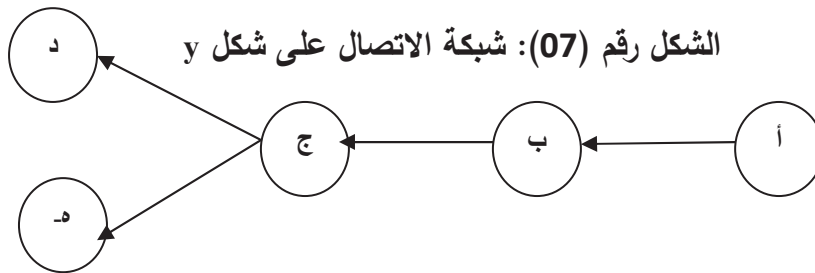 الشكل رقم (07): شبكة الاتصال على شكل y
د
أ
ب
ج
هـ